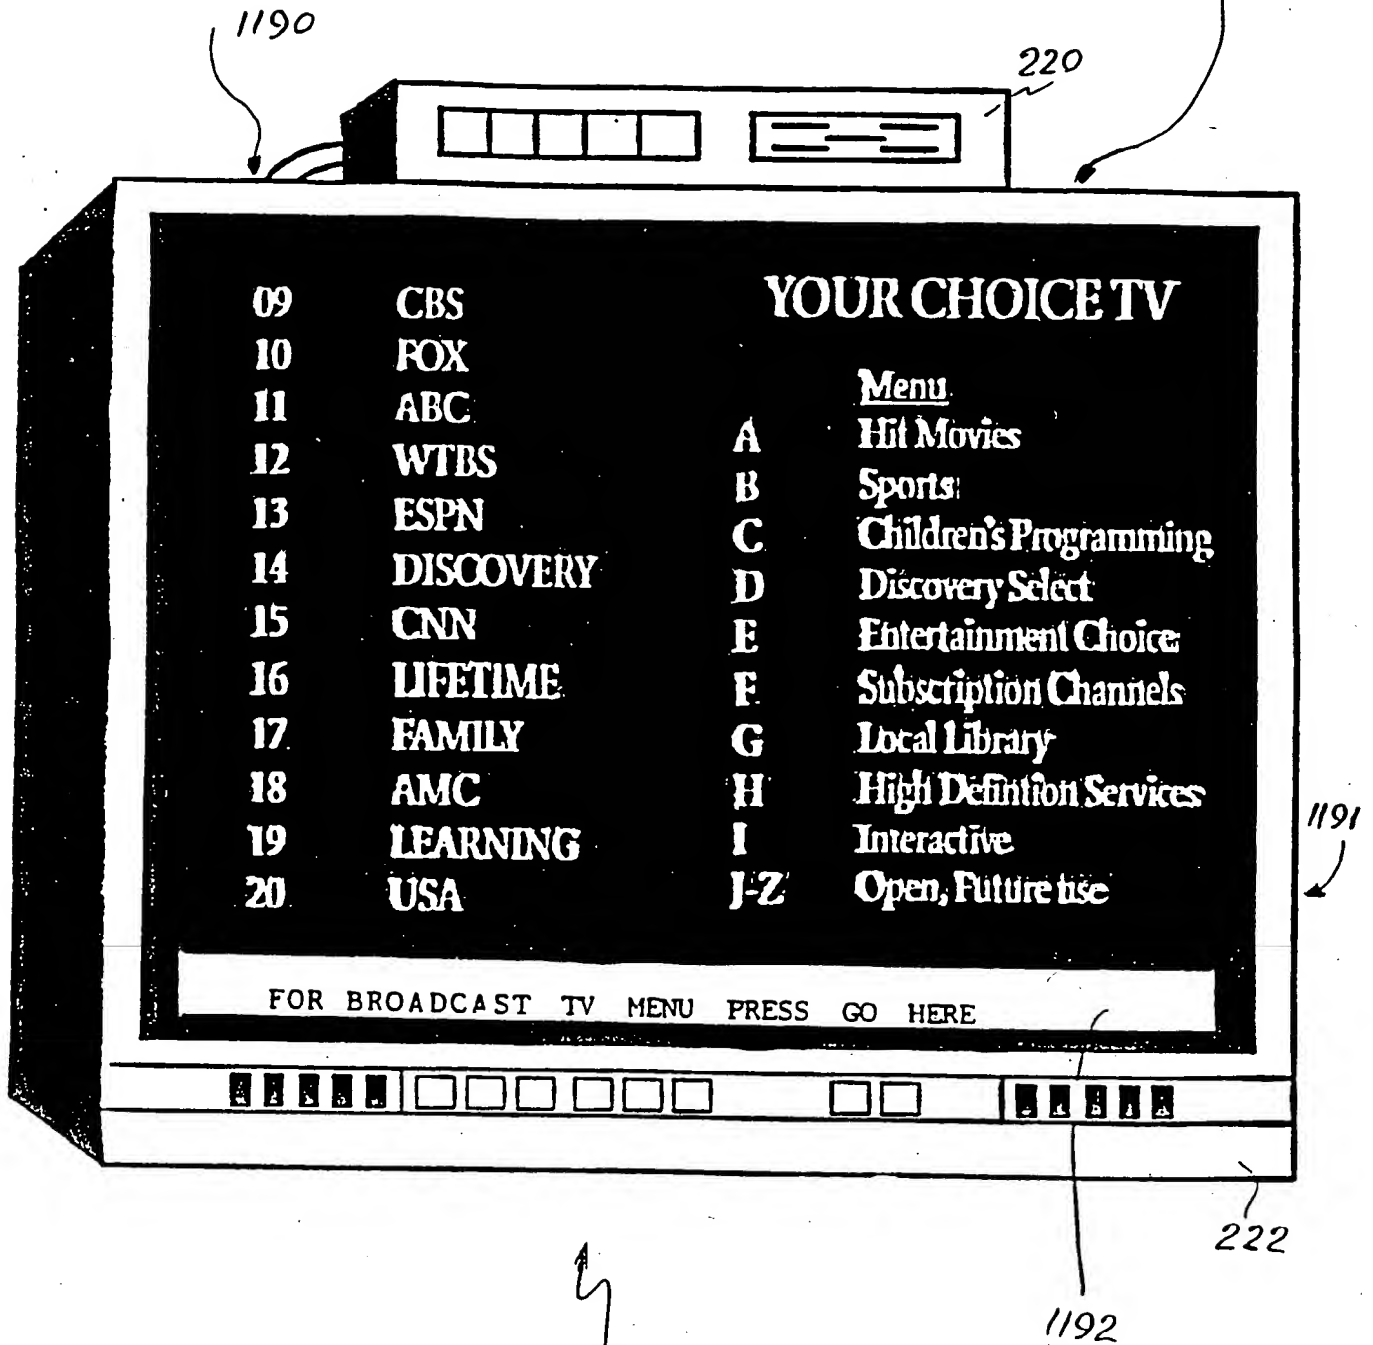 1190
220
09 CBS
10 FOX
11 ABC
12 WTBS
13 ESPN
14 DISCOVERY
15 CNN
16 LIFETIME
17 FAMILY
18 AMC
19 LEARNING
20 USA
YOUR CHOICE TV
Menu
A Hit Movies
B Sports
C Children's Programming
D Discovery Select
E Entertainment Choice
F Subscription Channels
G Local Library
H High Defintion Services
I Interactive
J-Z Open, Future use
1191
FOR BROADCAST TV MENU PRESS GO HERE
222
1192